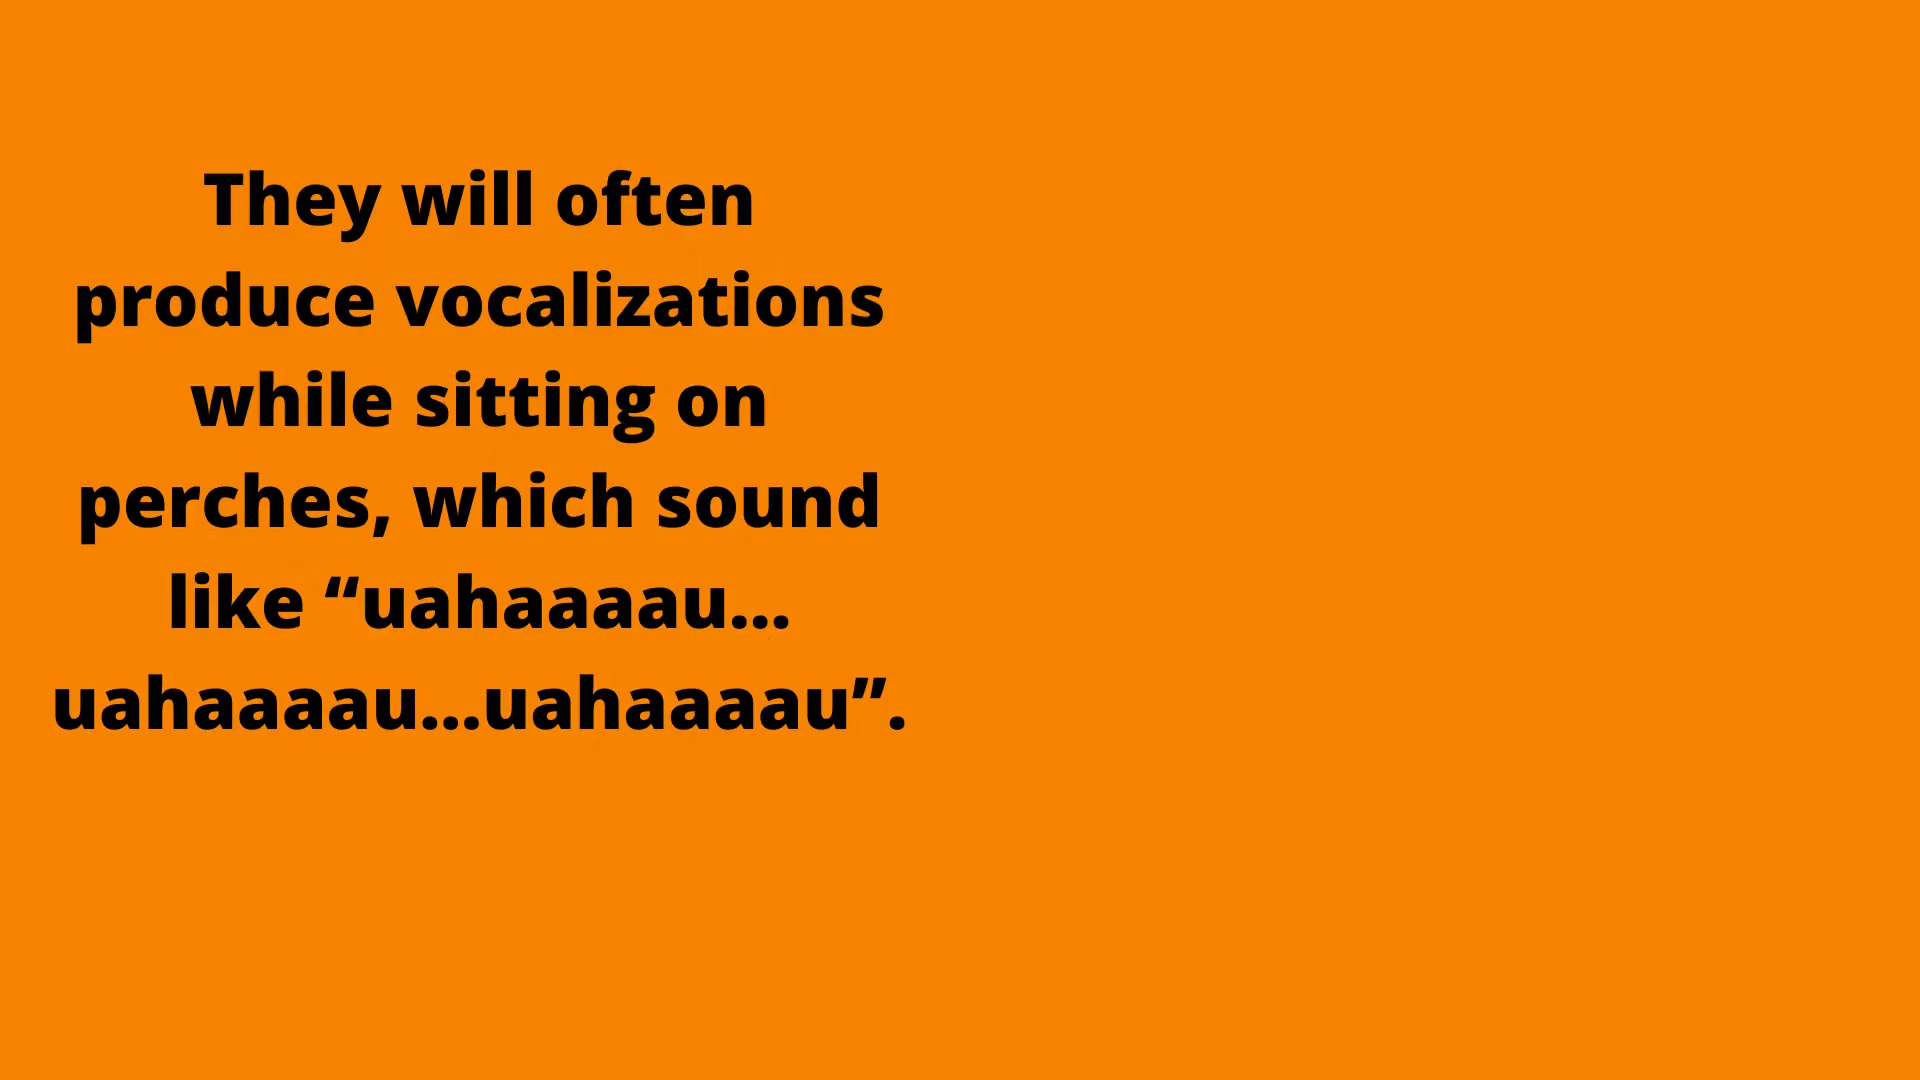 They will often
produce vocalizations
while sitting on
perches, which sound
like “uahaaaau...
uahaaaau...uahaaaau”.